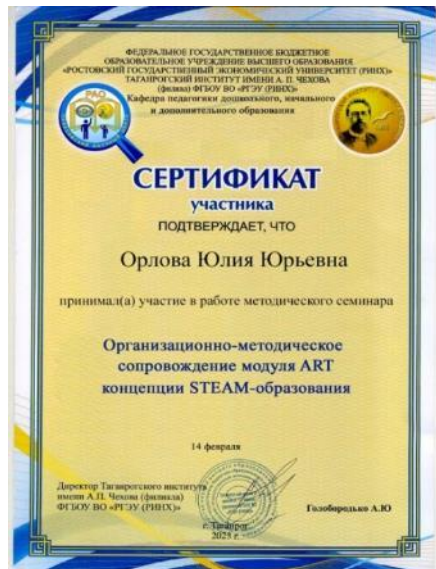 ФЕДЕРАЛЬНОЕ ГОСУДАРСТВЕННОЕ БЮДЖЕТНОЕ
ОБРАЗОВАТЕЛЬНОЕ УЧРЕЖДЕНИЕ ВЫСШЕГО ОБРАЗОВАНИЯ
«РОСТОВСКИЙ ГОСУДАРСТВЕННЫЙ ЭКОНОМИЧЕСКИЙ УНИВЕРСИТЕТ (РИНХ)»
ТАГАНРОГСКИЙ ИНСТИТУТ ИМЕНИ А. П. ЧЕХОВА
(филиал) ФГБОУ ВО «РГЭУ (РИНХ)»
Кафедра педагогики дошкольного, начального
и дополнительного образования
РАО
СЕРТИФИКАТ
участника
ПОДТВЕРЖДАЕТ, ЧТО
Орлова Юлия Юрьевна
принимал(а) участие в работе методического семинара
Организационно-методическое
сопровождение модуля ART
концепции STEAM-образования
14 февраля
Директор Таганрогского института
имени А.П. Чехова (филиала)
ФГБОУ ВО «РГЭУ (РИНХ)»
Голобородько А.Ю
г. Таганрог
2025 г.